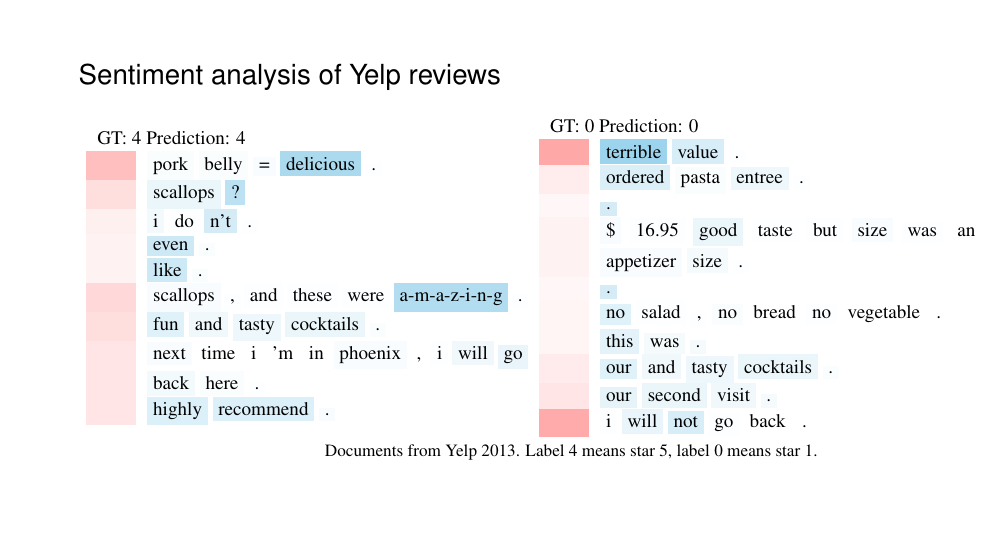 Sentiment analysis of Yelp reviews
GT: 4 Prediction: 4
pork belly = delicious .
scallops ?
i do n't .
even .
like .
scallops , and these were a-m-a-z-i-n-g .
fun and tasty cocktails .
next time i 'm in phoenix , i will go
back here .
highly recommend .
GT: 0 Prediction: 0
terrible value .
ordered pasta entree .
.
$ 16.95 good taste but size was an
appetizer size .
.
no salad , no bread no vegetable .
this was .
our and tasty cocktails .
our second visit .
i will not go back .
Documents from Yelp 2013. Label 4 means star 5, label 0 means star 1.